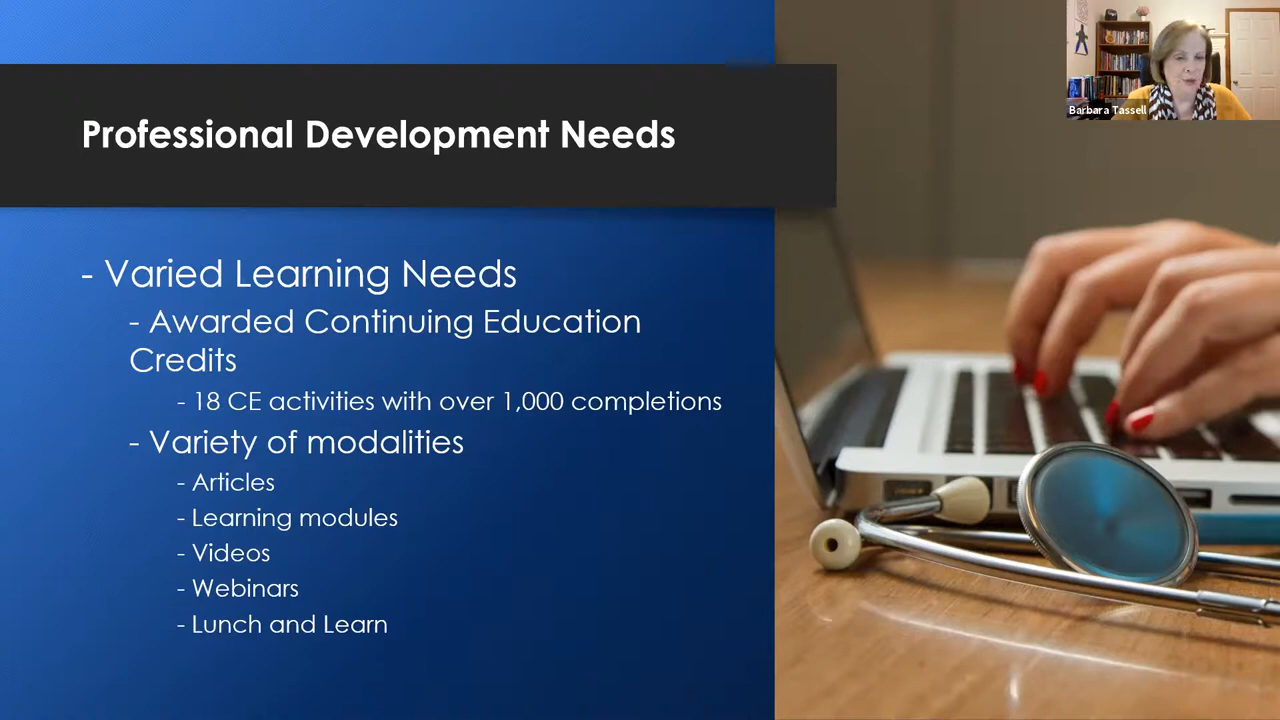 Professional Development Needs
Barbara Tassell
- Varied Learning Needs
- Awarded Continuing Education
Credits
- 18 CE activities with over 1,000 completions
- Variety of modalities
- Articles
- Learning modules
- Videos
- Webinars
- Lunch and Learn